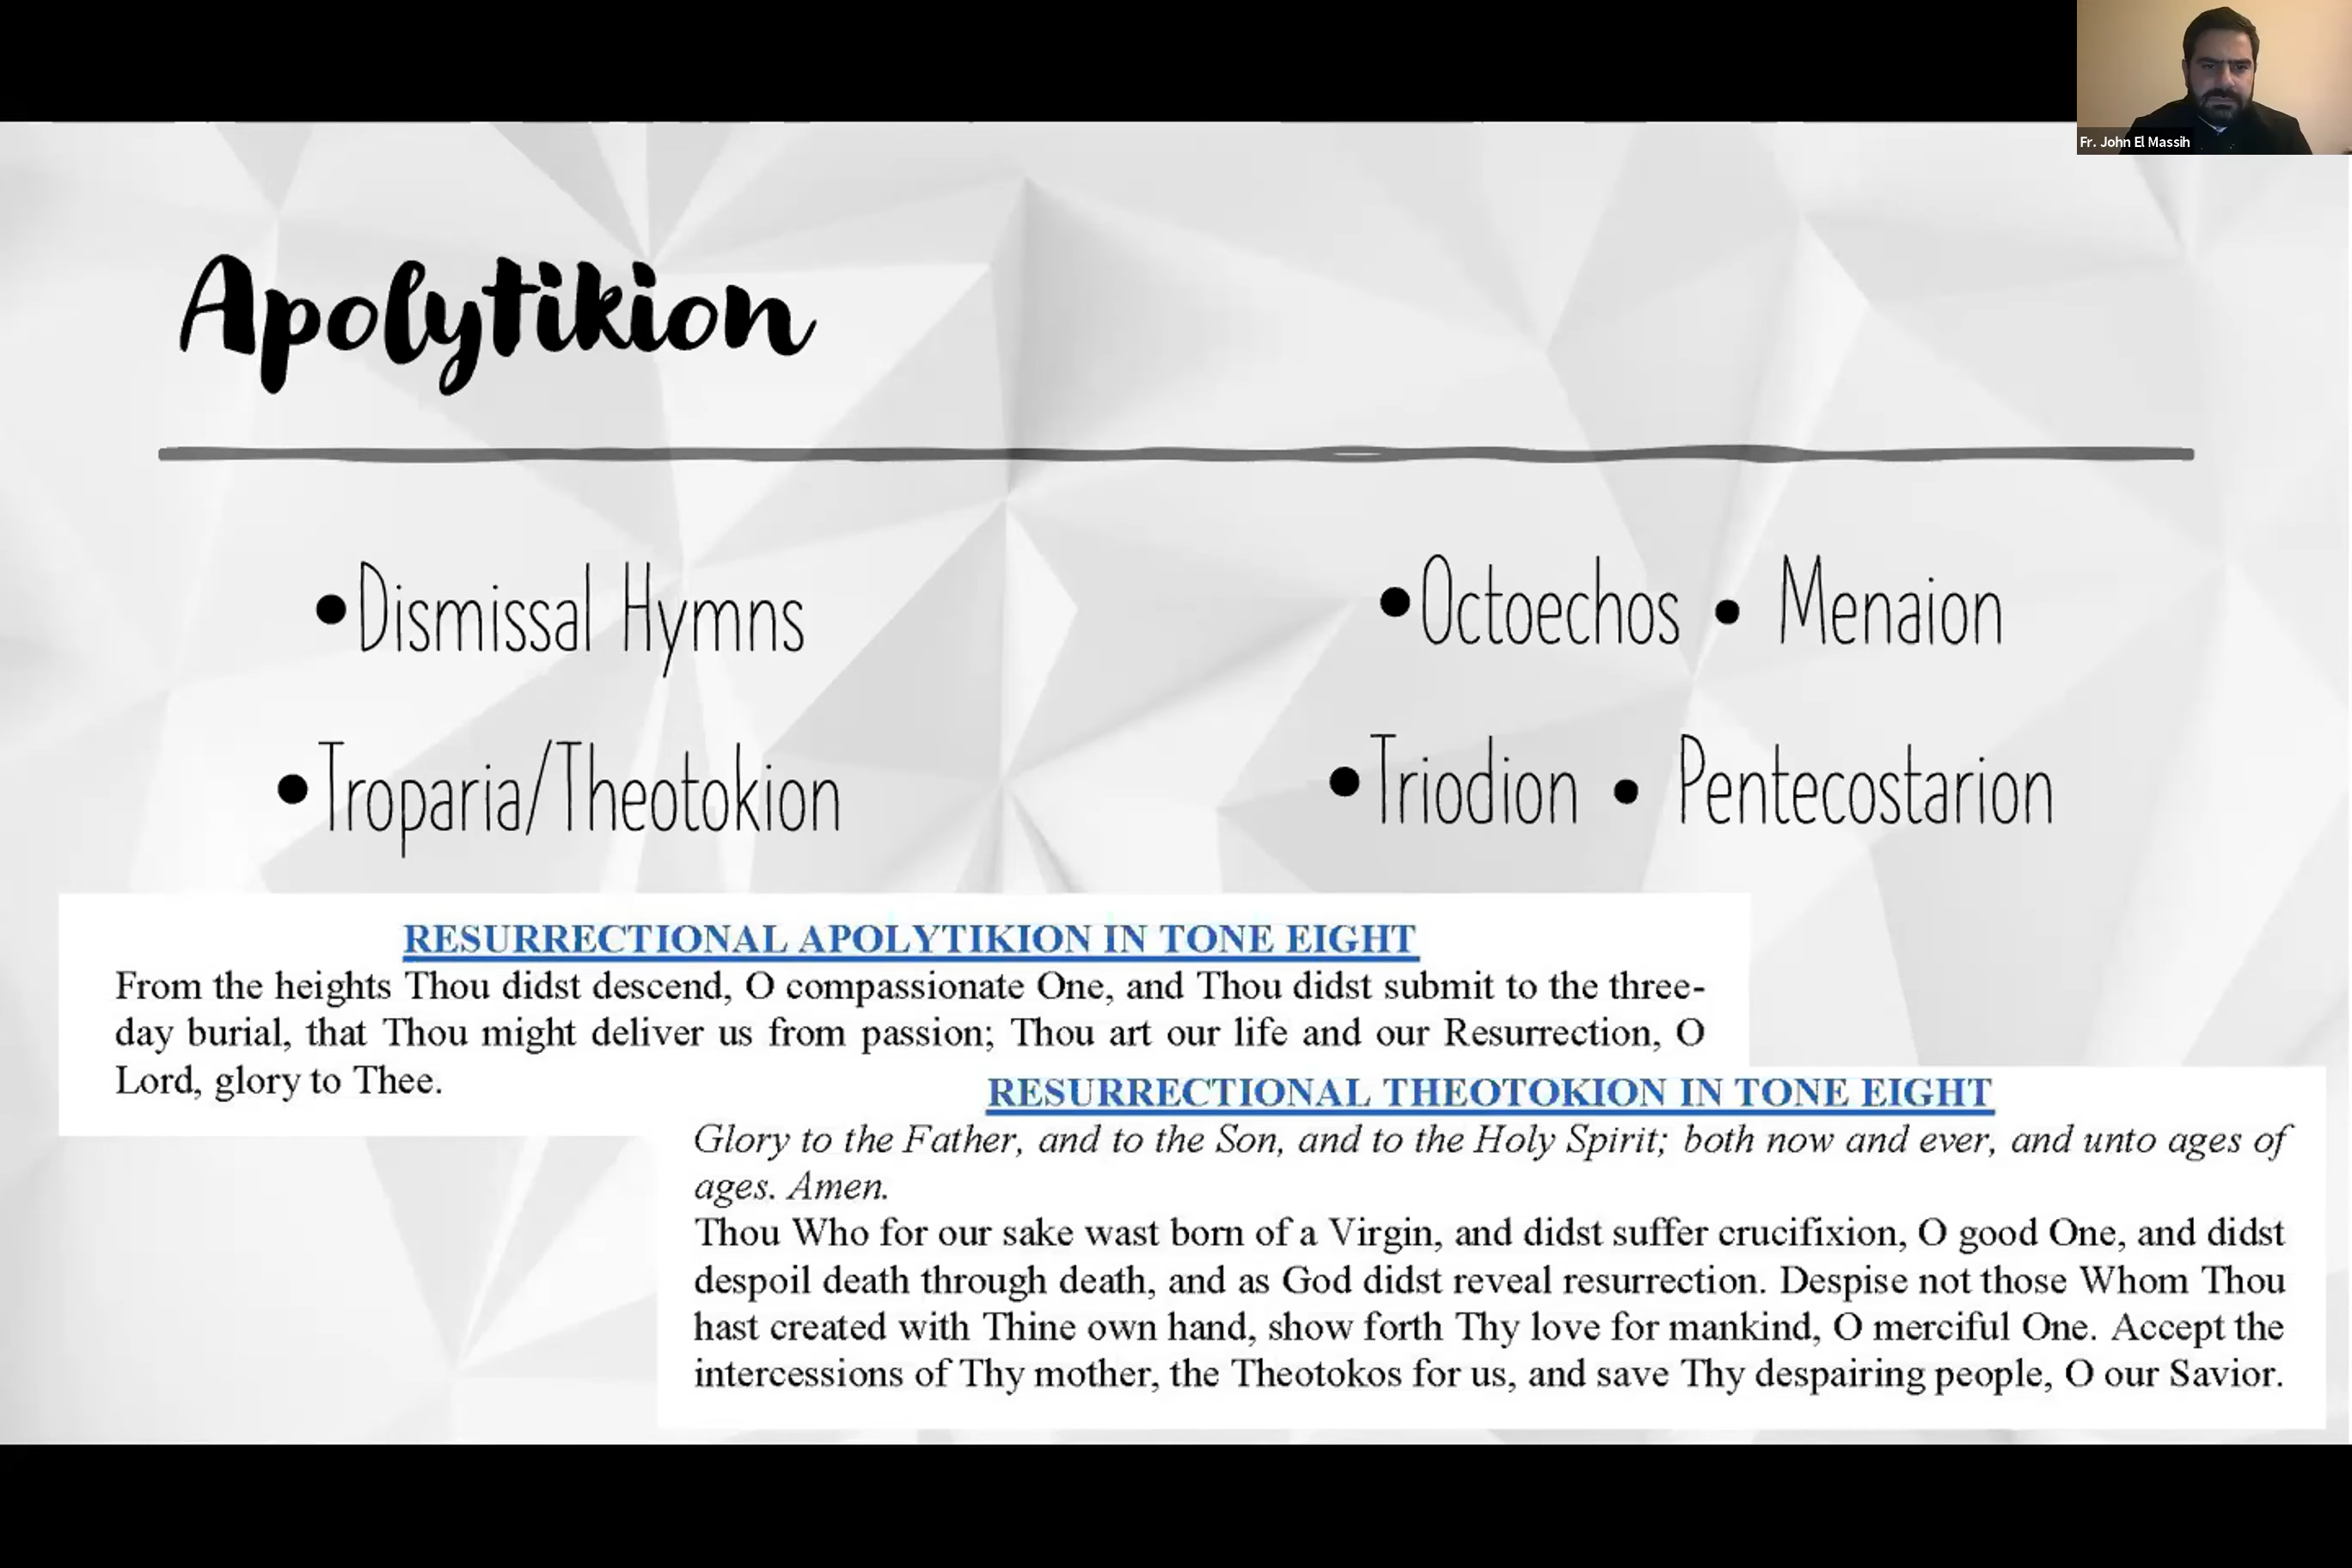 Fr. John El Massih
Apolytikion
•Dismissal Hymns
•Troparia/Theotokion
•Octoechos • Menaion
•Triodion • Pentecostarion
RESURRECTIONAL APOLYTIKION IN TONE EIGHT
From the heights Thou didst descend, O compassionate One, and Thou didst submit to the three-
day burial, that Thou might deliver us from passion; Thou art our life and our Resurrection, O
Lord, glory to Thee.
RESURRECTIONAL THEOTOKION IN TONE EIGHT
Glory to the Father, and to the Son, and to the Holy Spirit; both now and ever, and unto ages of
ages. Amen.
Thou Who for our sake wast born of a Virgin, and didst suffer crucifixion, O good One, and didst
despoil death through death, and as God didst reveal resurrection. Despise not those Whom Thou
hast created with Thine own hand, show forth Thy love for mankind, O merciful One. Accept the
intercessions of Thy mother, the Theotokos for us, and save Thy despairing people, O our Savior.